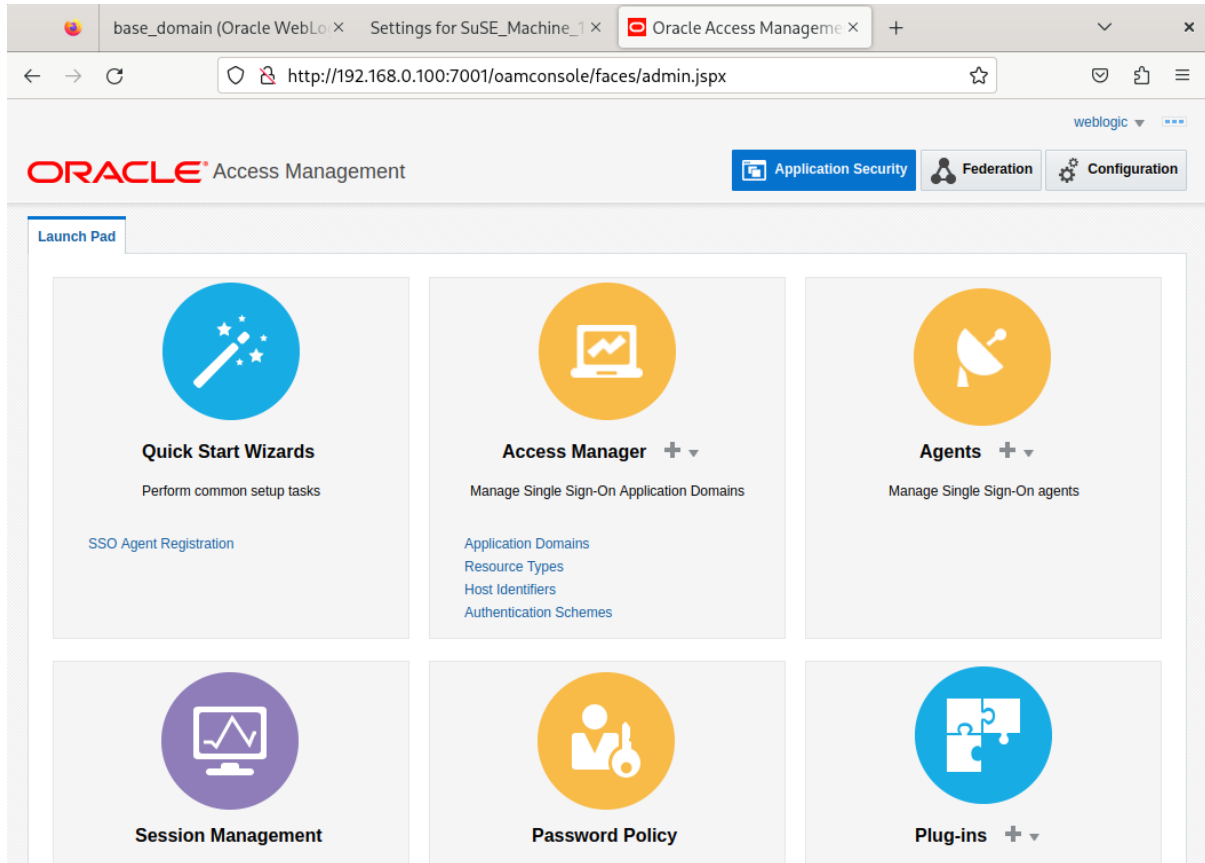 base_domain (Oracle WebLo
Settings for SuSE_Machine_1
Oracle Access Manageme
http://192.168.0.100:7001/oamconsole/faces/admin.jspx
weblogic
ORACLE Access Management
Application Security
Federation
Configuration
Launch Pad
Quick Start Wizards
Perform common setup tasks
SSO Agent Registration
Access Manager
Manage Single Sign-On Application Domains
Application Domains
Resource Types
Host Identifiers
Authentication Schemes
Agents
Manage Single Sign-On agents
Session Management
Password Policy
Plug-ins